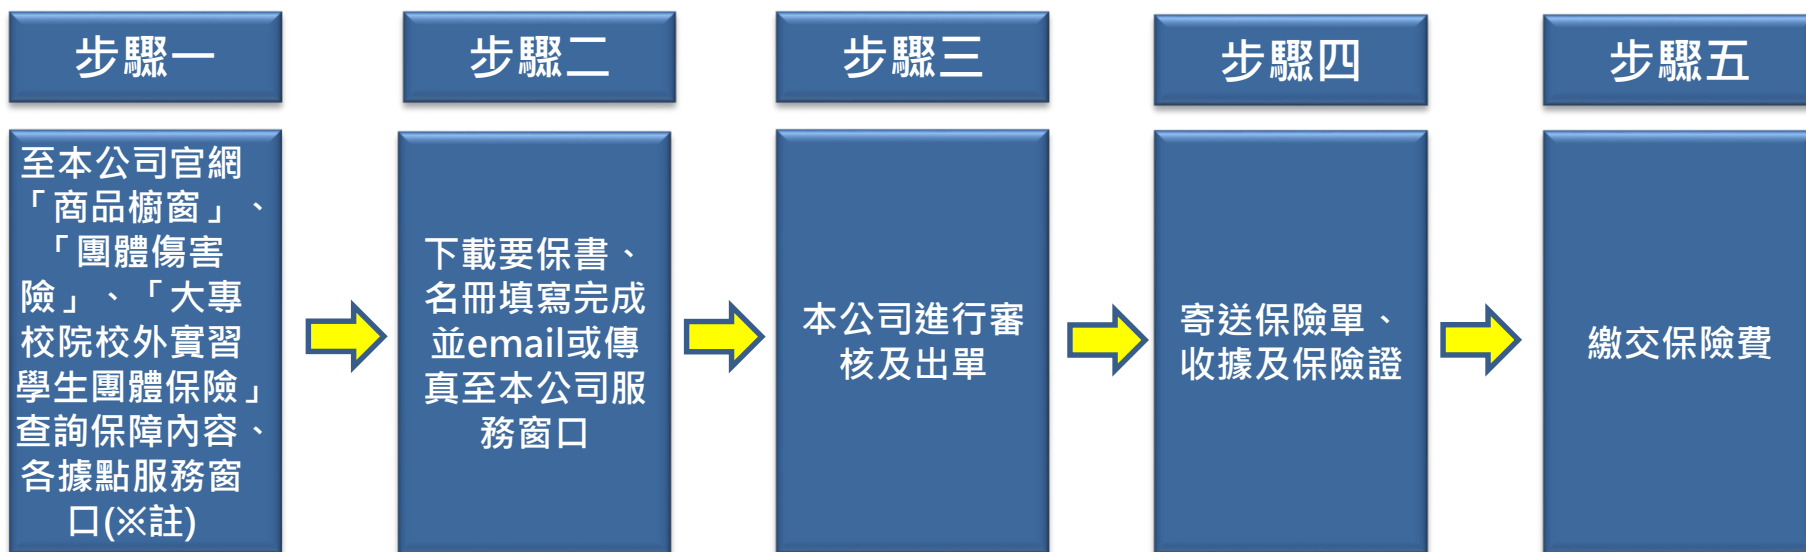 步驟一
至本公司官網
「商品櫥窗」、
「團體傷害
險」、「大專
校院校外實習
學生團體保險」
查詢保障內容、
各據點服務窗
口(※註)
步驟二
下載要保書、
名冊填寫完成
並email或傳
真至本公司服
務窗口
步驟三
本公司進行審
核及出單
步驟四
寄送保險單、
收據及保險證
步驟五
繳交保險費